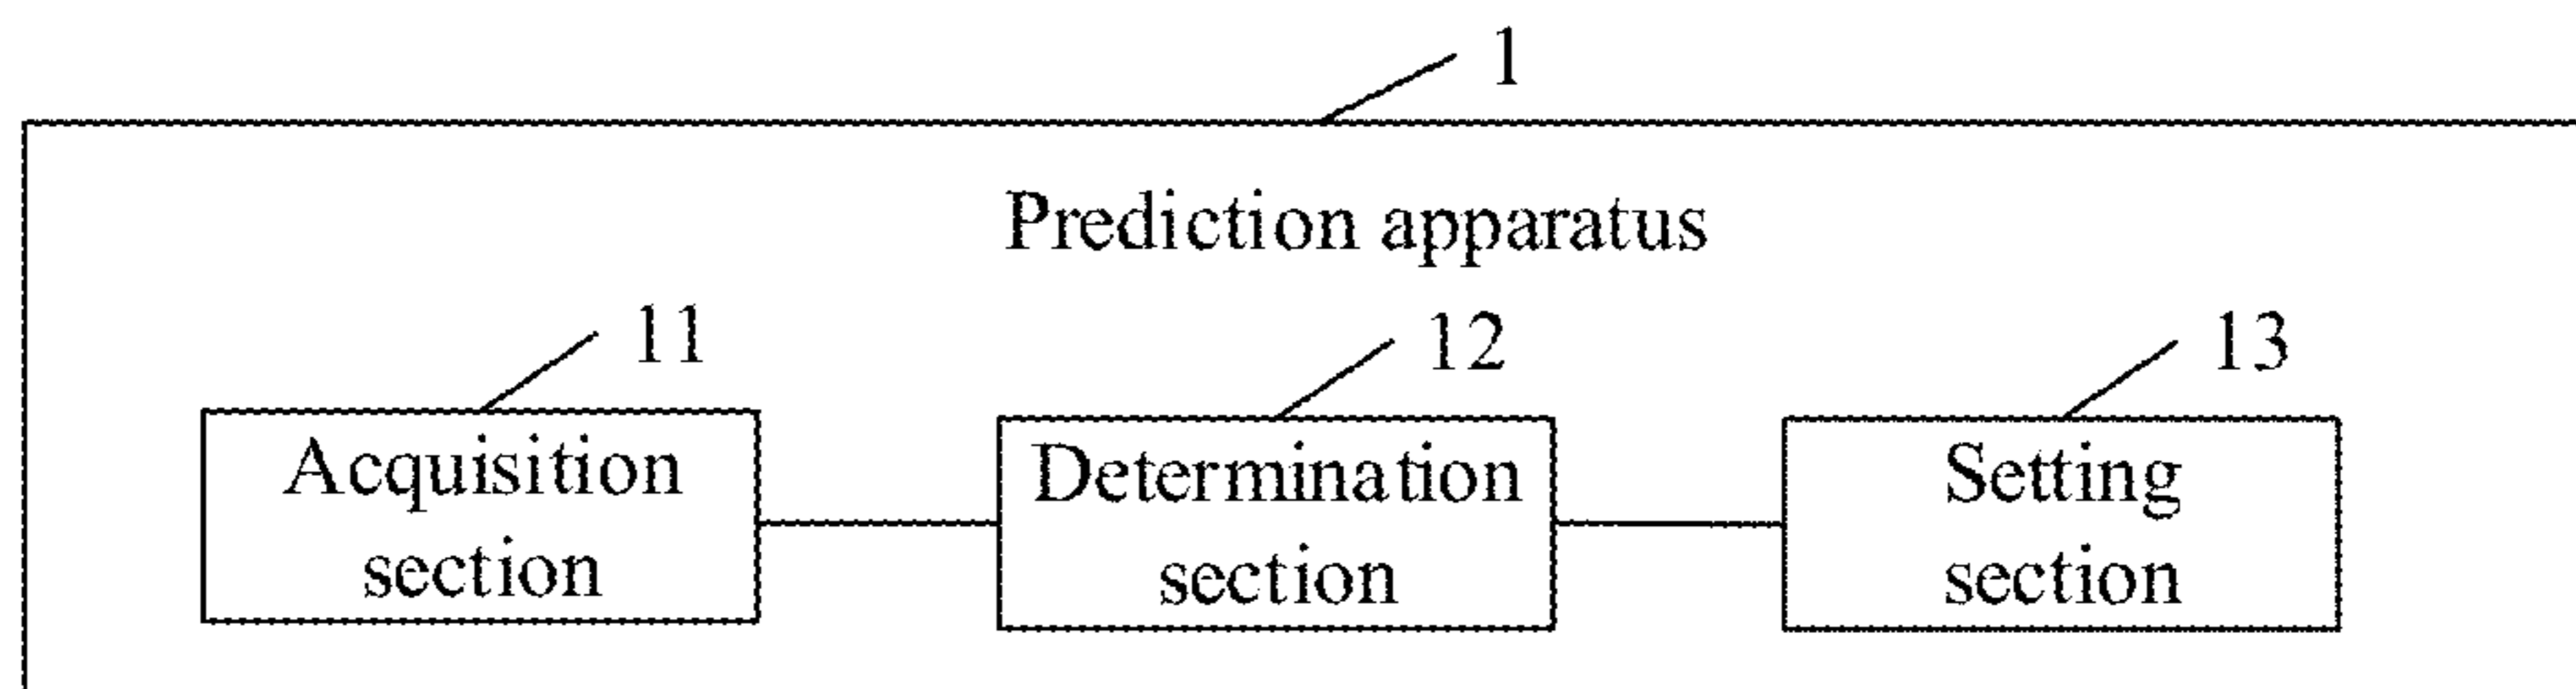 1
Prediction apparatus
11
12
13
Acquisition
section
Determination
section
Setting
section